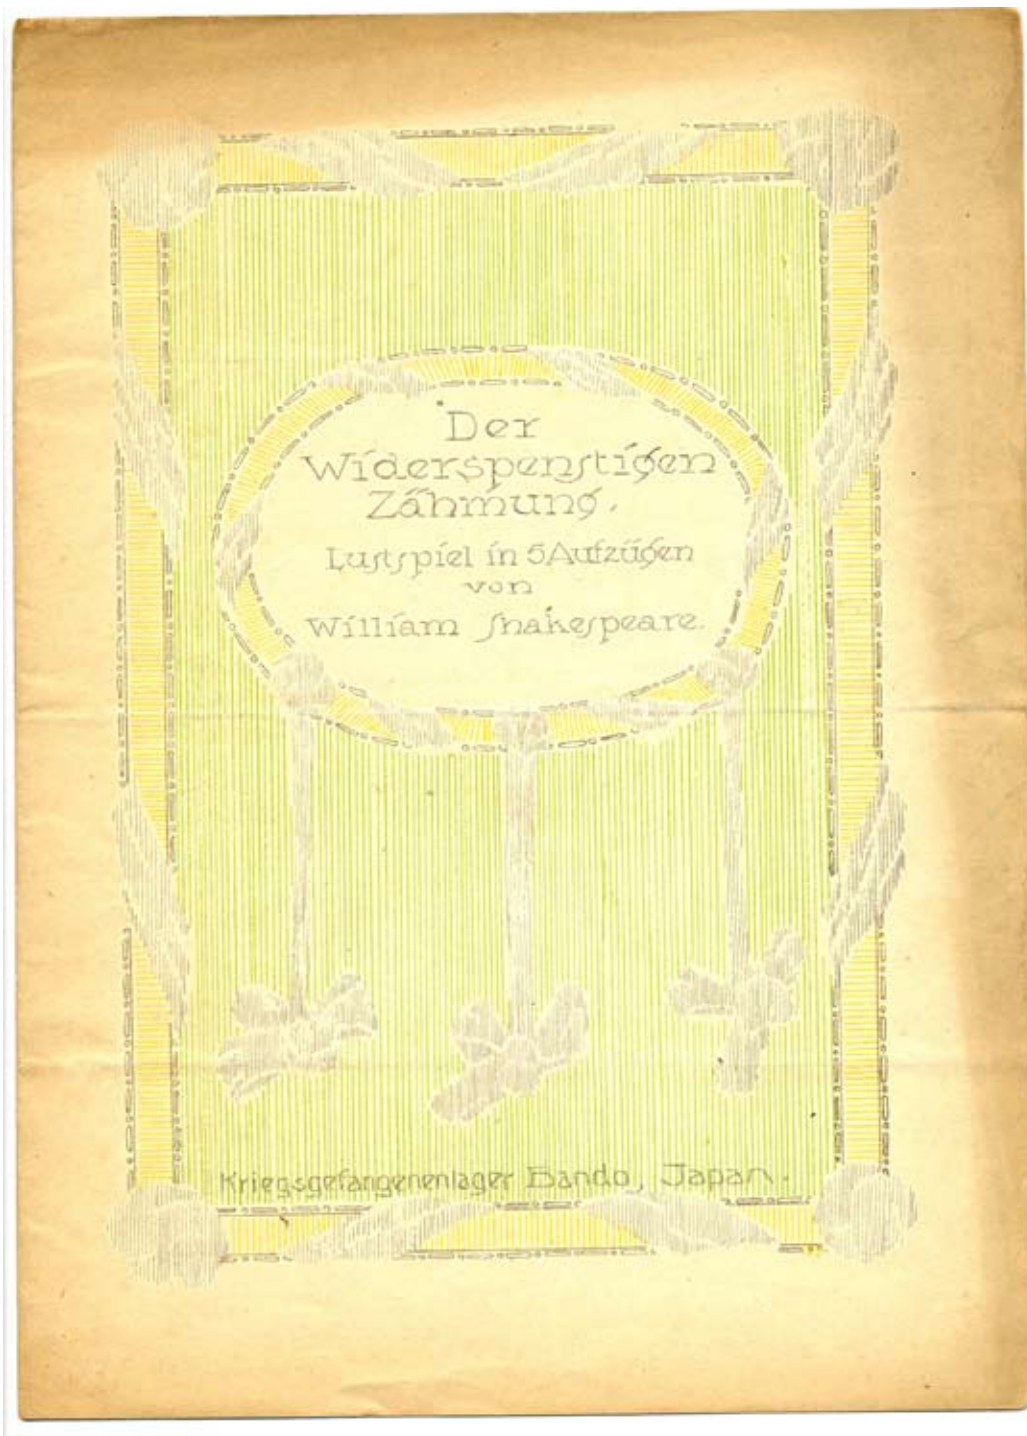 Der
Widerspenstigen
Zähmung.
Lustspiel in 5 Aufzügen
von
William Shakespeare.
Kriegsgefangenenlager Bando, Japan.